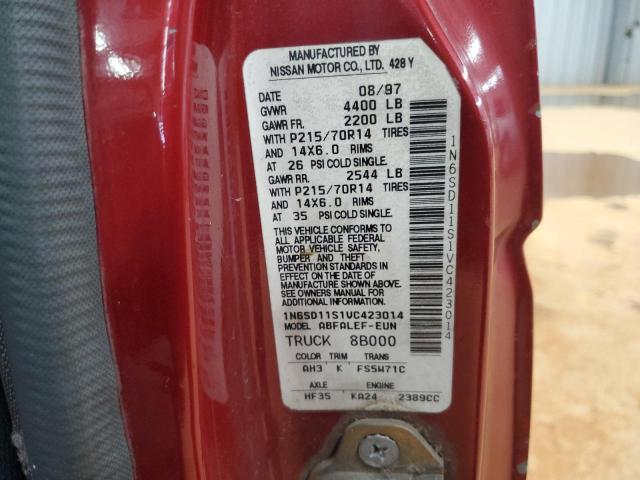 MANUFACTURED BY
NISSAN MOTOR CO., LTD. 428Y
DATE 08/97
GVWR 4400 LB
GAWR FR. 2200 LB
WITH P215/70R14 TIRES
AND 14X6.0 RIMS
AT 26 PSI COLD SINGLE.
GAWR RR. 2544 LB
WITH P215/70R14 TIRES
AND 14X6.0 RIMS
AT 35 PSI COLD SINGLE.
THIS VEHICLE CONFORMS TO
ALL APPLICABLE FEDERAL
MOTOR VEHICLE SAFETY,
BUMPER AND THEFT
PREVENTION STANDARDS IN
EFFECT ON THE DATE OF
MANUFACTURE SHOWN ABOVE.
SEE OWNERS MANUAL FOR
ADDITIONAL INFORMATION.
1N6SD11S1VC423014
MODEL ABFALEF-EUN
TRUCK 8B000
COLOR TRIM TRANS
AH3 K FS5W71C
AXLE ENGINE
HF35 KA24 2389CC
1N6SD11S1VC423014